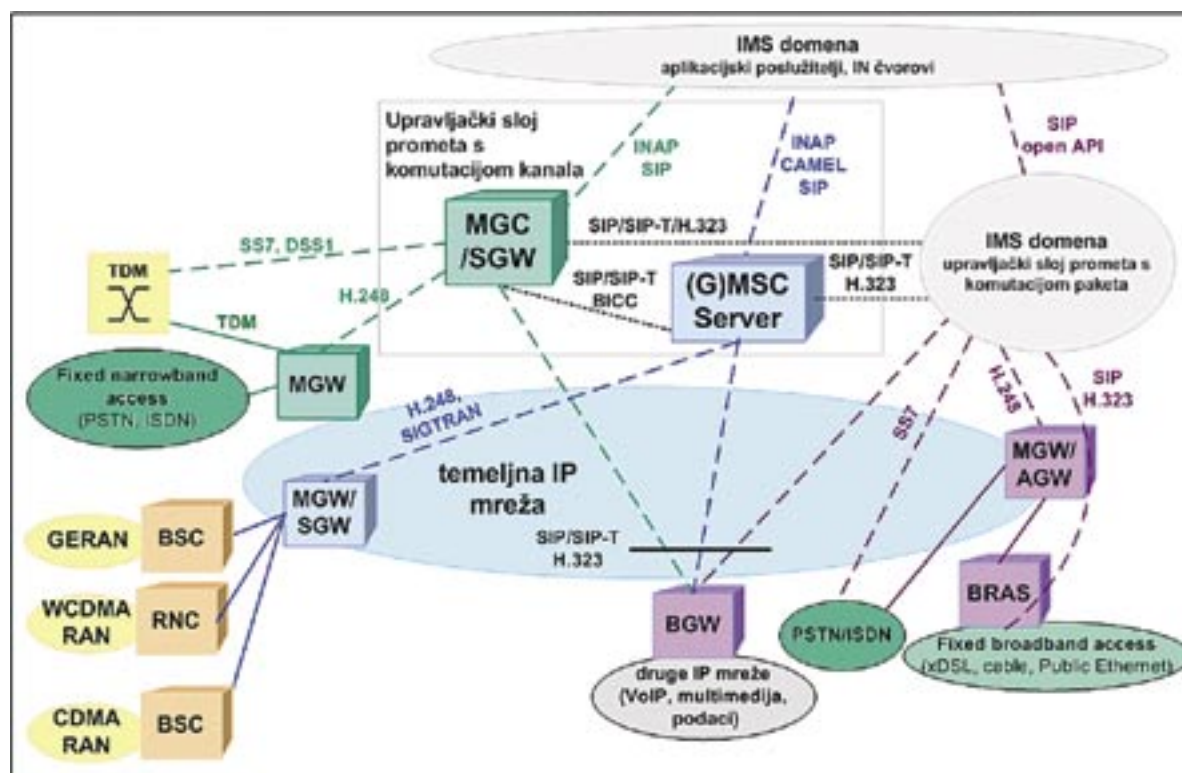 IMS domena
aplikacijski poslužitelji, IN čvorovi
Upravljački sloj
prometa s
komutacijom kanala
INAP
SIP
INAP
CAMEL
SIP
SIP
open API
MGC
/SGW
SIP/SIP-T/H.323
IMS domena
upravljački sloj prometa s
komutacijom paketa
SS7, DSS1
TDM
SIP/SIP-T
BICC
(G)MSC
Server
SIP/SIP-T
H.323
H.248
TDM
MGW
Fixed narrowband
access
(PSTN, ISDN)
H.248,
SIGTRAN
SS7
H.248
SIP
H.323
temeljna IP
mreža
MGW/
AGW
MGW/
SGW
GERAN
BSC
SIP/SIP-T
H.323
WCDMA
RAN
RNC
BGW
BRAS
PSTN/ISDN
Fixed broadband access
(xDSL, cable, Public Ethernet)
druge IP mreže
(VoIP, multimedija,
podaci)
CDMA
RAN
BSC